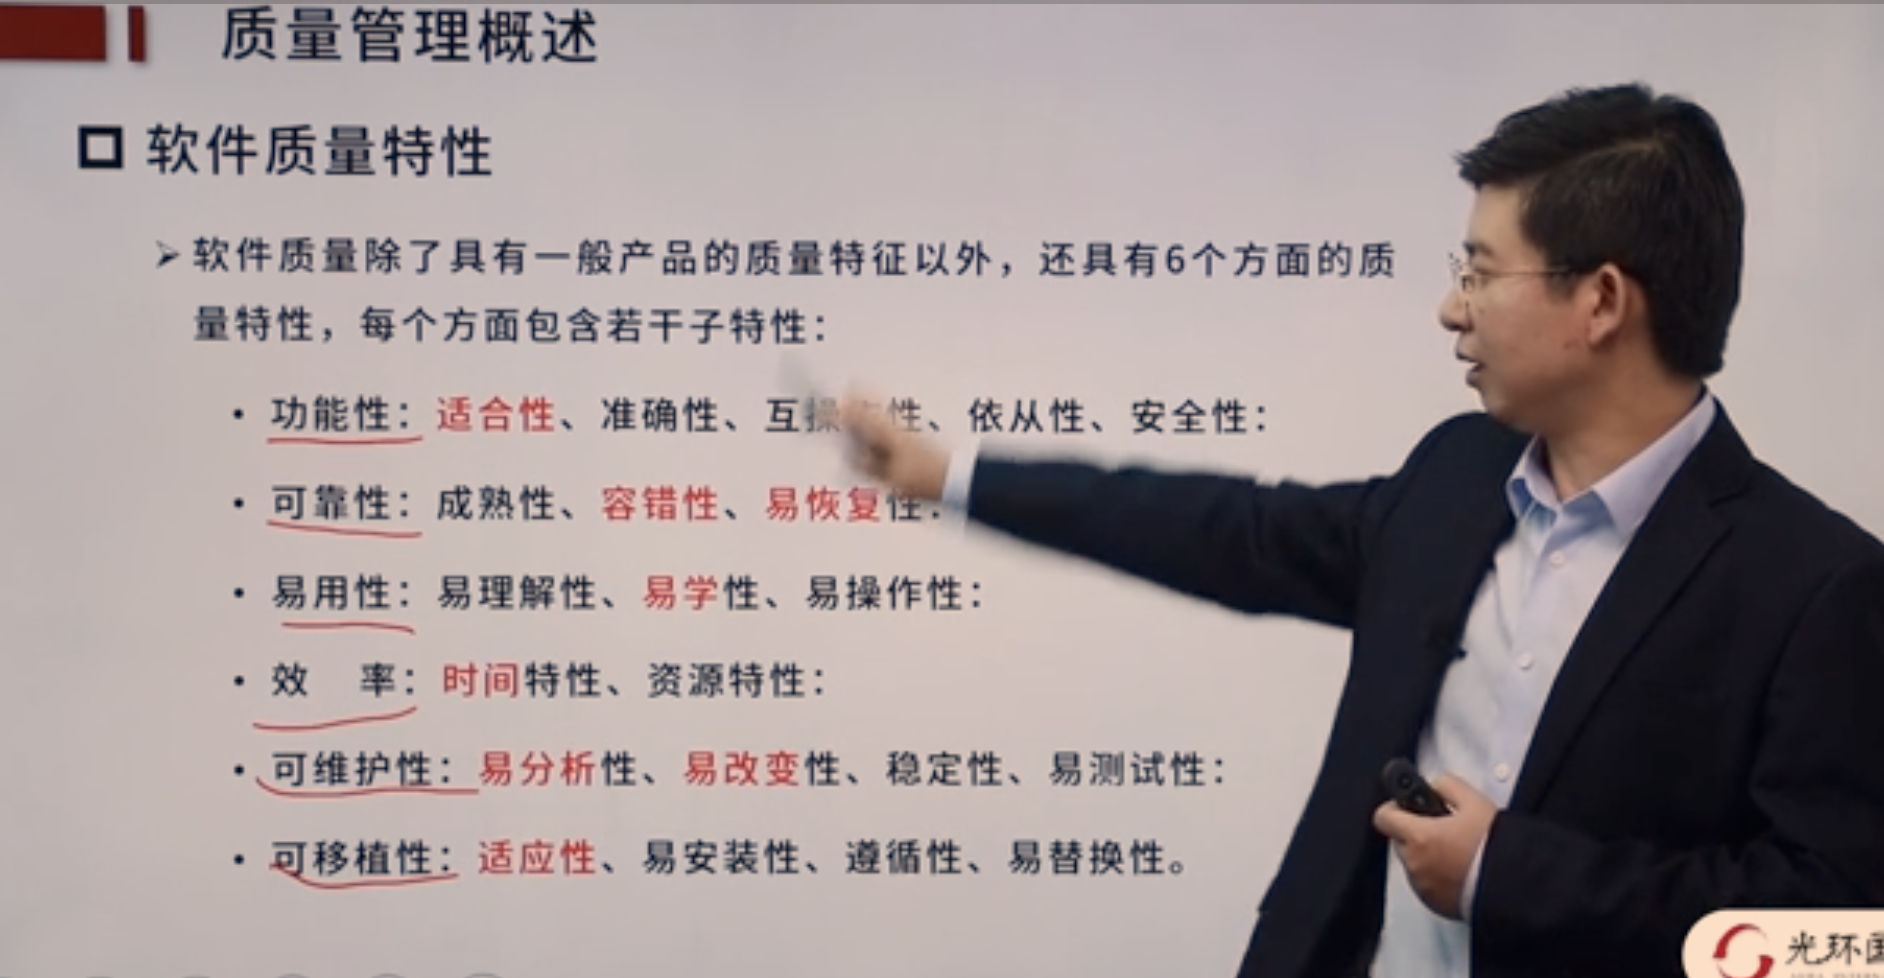 质量管理概述
软件质量特性
软件质量除了具有一般产品的质量特征以外，还具有6个方面的质
量特性，每个方面包含若干子特性：
• 功能性：适合性、准确性、互操作性、依从性、安全性：
• 可靠性：成熟性、容错性、易恢复性：
• 易用性：易理解性、易学性、易操作性：
• 效 率：时间特性、资源特性：
• 可维护性：易分析性、易改变性、稳定性、易测试性：
• 可移植性：适应性、易安装性、遵循性、易替换性。
光环国